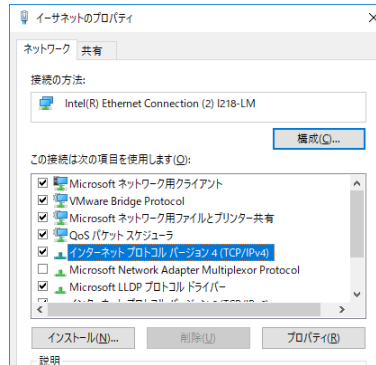 イーサネットのプロパティ
ネットワーク 共有
接続の方法:
Intel(R) Ethernet Connection (2) I218-LM
構成(C)...
この接続は次の項目を使用します(O):
Microsoft ネットワーク用クライアント
VMware Bridge Protocol
Microsoft ネットワーク用ファイルとプリンター共有
QoS パケット スケジューラ
インターネット プロトコル バージョン 4 (TCP/IPv4)
Microsoft Network Adapter Multiplexor Protocol
Microsoft LLDP プロトコル ドライバー
インストール(N)... 削除(U) プロパティ(R)
説明